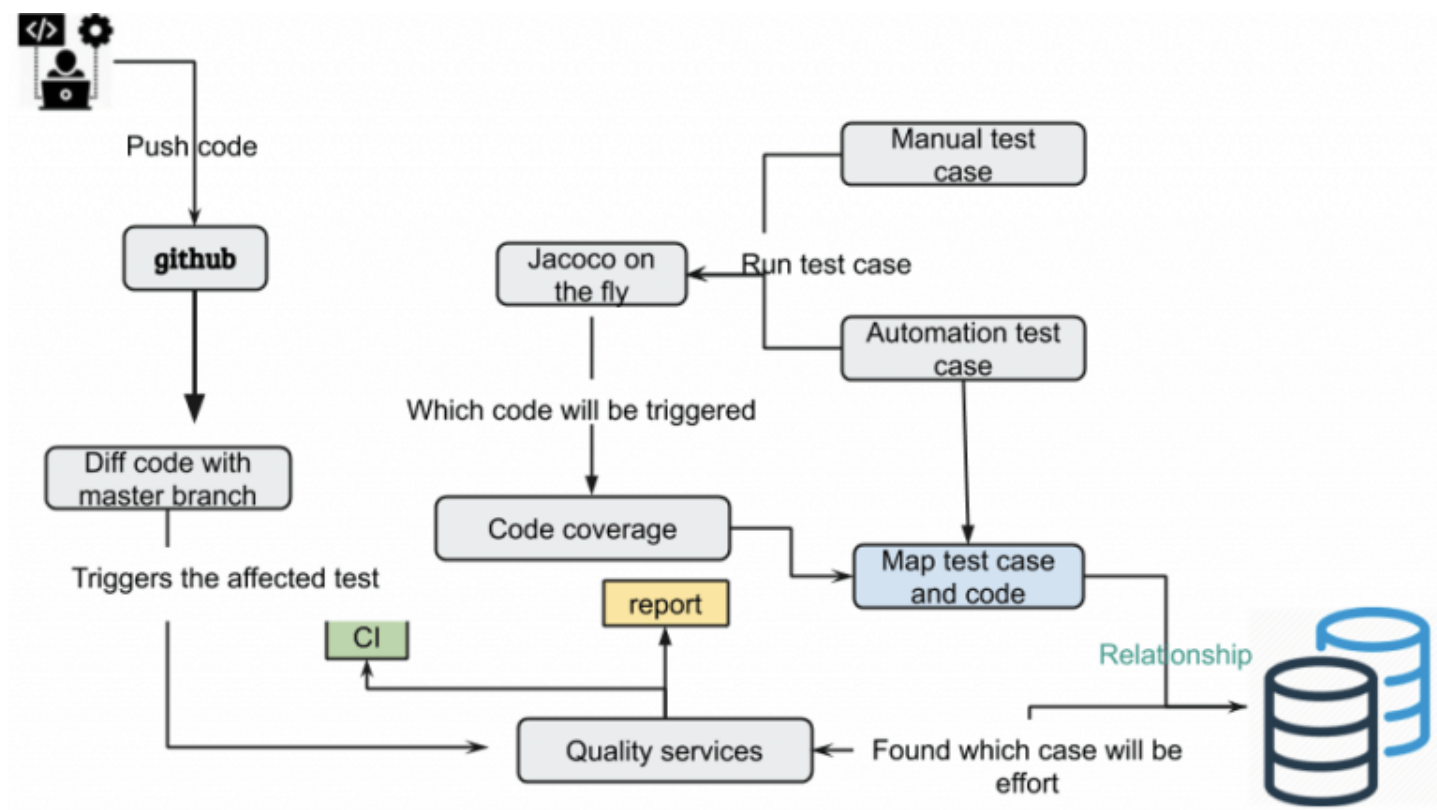 </>
Push code
github
Diff code with
master branch
Triggers the affected test
CI
Manual test
case
Run test case
Jacoco on
the fly
Automation test
case
Which code will be triggered
Code coverage
Map test case
and code
report
Relationship
Quality services
Found which case will be
effort